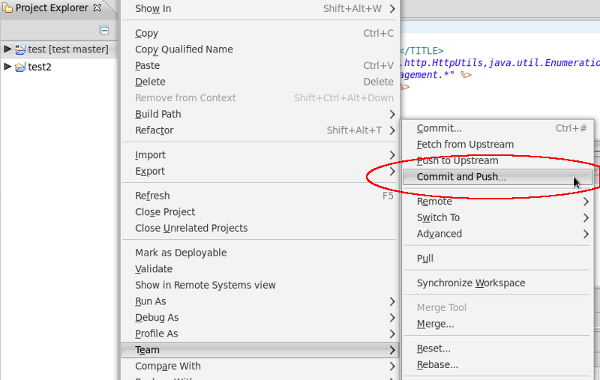 Project Explorer
test [test master]
test2
Show In Shift+Alt+W
Copy Ctrl+C
Copy Qualified Name
Paste Ctrl+V
Delete Delete
Remove from Context Shift+Ctrl+Alt+Down
Build Path
Refactor Shift+Alt+T
Import
Export
Refresh F5
Close Project
Close Unrelated Projects
Mark as Deployable
Validate
Show in Remote Systems view
Run As
Debug As
Profile As
Team
Compare With
</TITLE>
.http.HttpUtils,java.util.Enumeratio
agement.*" %>
%>
Commit... Ctrl+#
Fetch from Upstream
Push to Upstream
Commit and Push...
Remote
Switch To
Advanced
Pull
Synchronize Workspace
Merge Tool
Merge...
Reset...
Rebase...